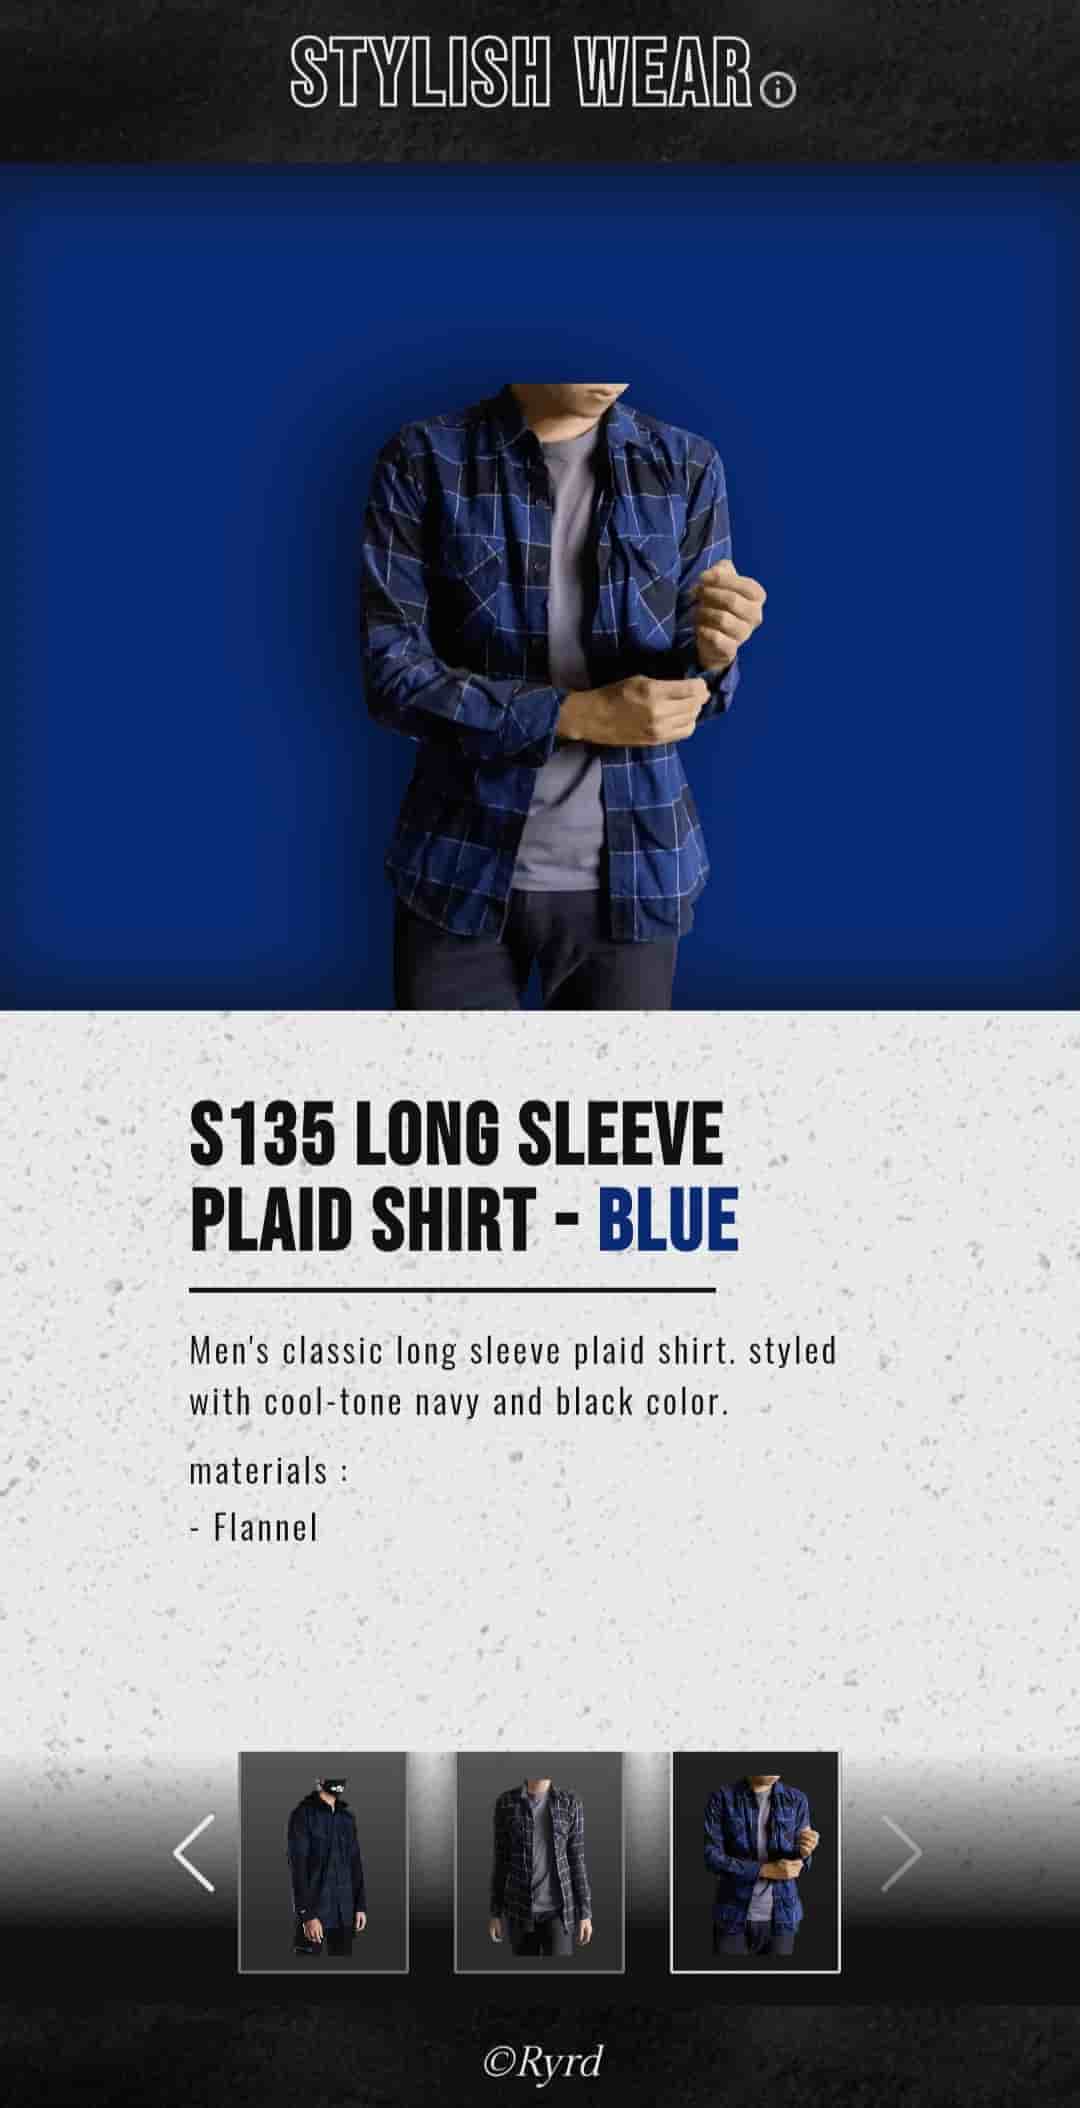 STYLISH WEAR
S135 LONG SLEEVE
PLAID SHIRT - BLUE
Men's classic long sleeve plaid shirt. styled
with cool-tone navy and black color.
materials :
- Flannel
©Ryrd